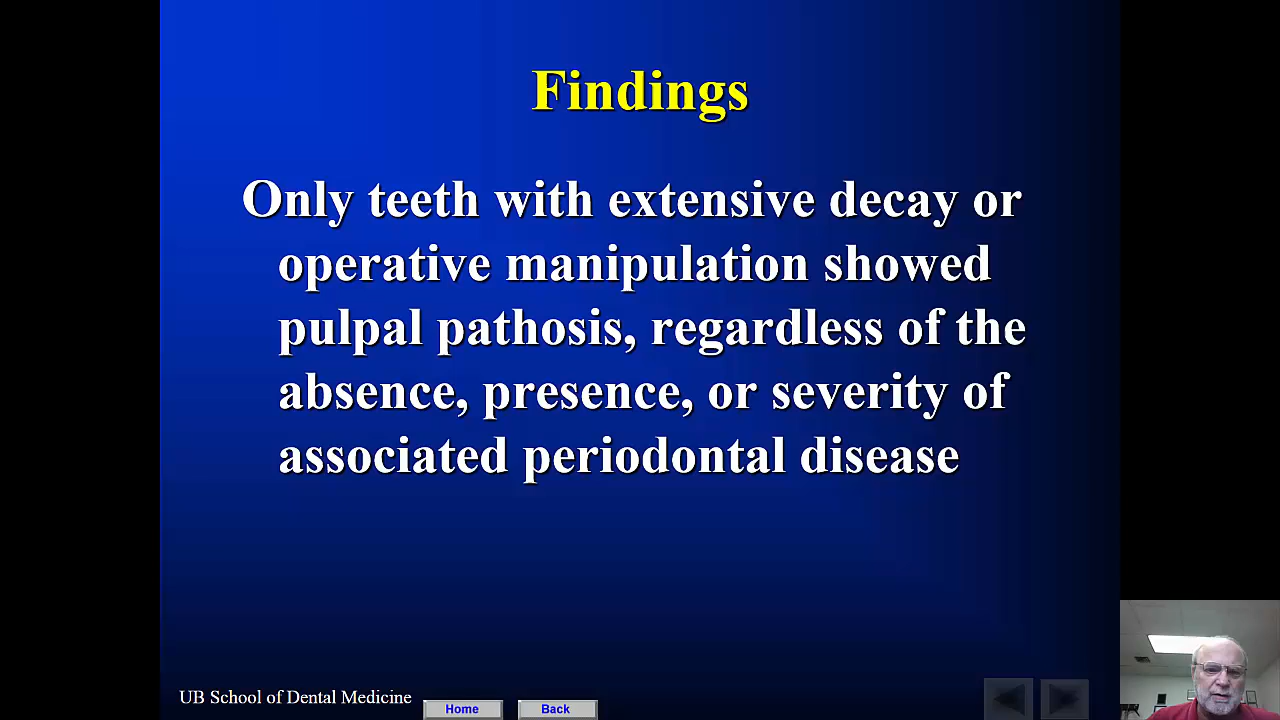 Findings
Only teeth with extensive decay or
operative manipulation showed
pulpal pathosis, regardless of the
absence, presence, or severity of
associated periodontal disease
UB School of Dental Medicine
Home
Back